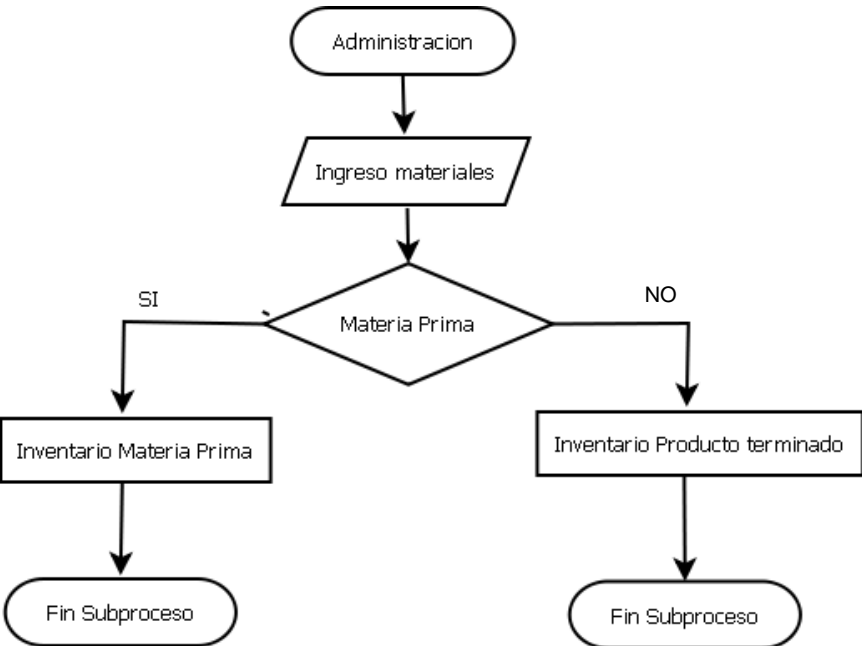 Administracion
Ingreso materiales
Materia Prima
SI
NO
Inventario Materia Prima
Inventario Producto terminado
Fin Subproceso
Fin Subproceso